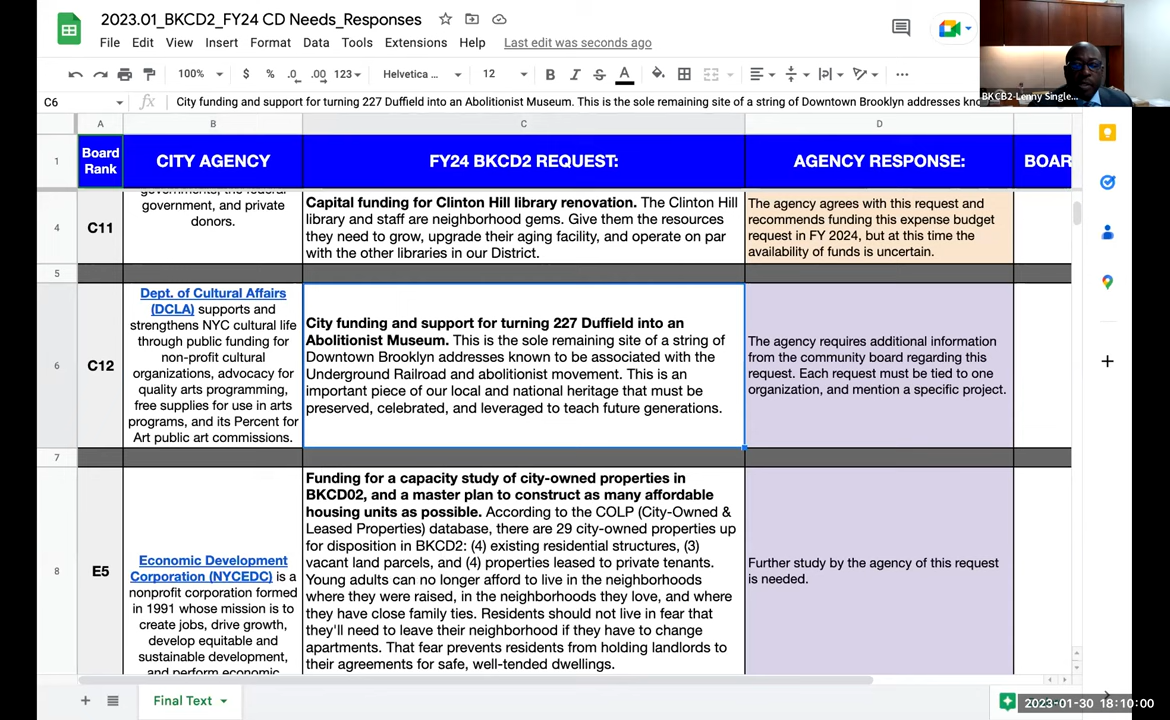 2023.01_BKCD2_FY24 CD Needs_Responses
File Edit View Insert Format Data Tools Extensions Help Last edit was seconds ago
100% $ % .0 .00 123 Helvetica ... 12 B I S A
C6 fx City funding and support for turning 227 Duffield into an Abolitionist Museum. This is the sole remaining site of a string of Downtown Brooklyn addresses
BKCB2-Lenny Single...
A B C D
1 Board
Rank
CITY AGENCY
FY24 BKCD2 REQUEST:
AGENCY RESPONSE:
BOAR
4
C11
governments, the federal
government, and private
donors.
Capital funding for Clinton Hill library renovation. The Clinton Hill
library and staff are neighborhood gems. Give them the resources
they need to grow, upgrade their aging facility, and operate on par
with the other libraries in our District.
The agency agrees with this request and
recommends funding this expense budget
request in FY 2024, but at this time the
availability of funds is uncertain.
5
6
C12
Dept. of Cultural Affairs
(DCLA) supports and
strengthens NYC cultural life
through public funding for
non-profit cultural
organizations, advocacy for
quality arts programming,
free supplies for use in arts
programs, and its Percent for
Art public art commissions.
City funding and support for turning 227 Duffield into an
Abolitionist Museum. This is the sole remaining site of a string of
Downtown Brooklyn addresses known to be associated with the
Underground Railroad and abolitionist movement. This is an
important piece of our local and national heritage that must be
preserved, celebrated, and leveraged to teach future generations.
The agency requires additional information
from the community board regarding this
request. Each request must be tied to one
organization, and mention a specific project.
7
8
E5
Economic Development
Corporation (NYCEDC) is a
nonprofit corporation formed
in 1991 whose mission is to
create jobs, drive growth,
develop equitable and
sustainable development,
and perform economic
Funding for a capacity study of city-owned properties in
BKCD02, and a master plan to construct as many affordable
housing units as possible. According to the COLP (City-Owned &
Leased Properties) database, there are 29 city-owned properties up
for disposition in BKCD2: (4) existing residential structures, (3)
vacant land parcels, and (4) properties leased to private tenants.
Young adults can no longer afford to live in the neighborhoods
where they were raised, in the neighborhoods they love, and where
they have close family ties. Residents should not live in fear that
they'll need to leave their neighborhood if they have to change
apartments. That fear prevents residents from holding landlords to
their agreements for safe, well-tended dwellings.
Further study by the agency of this request
is needed.
Final Text
2023-01-30 18:10:00